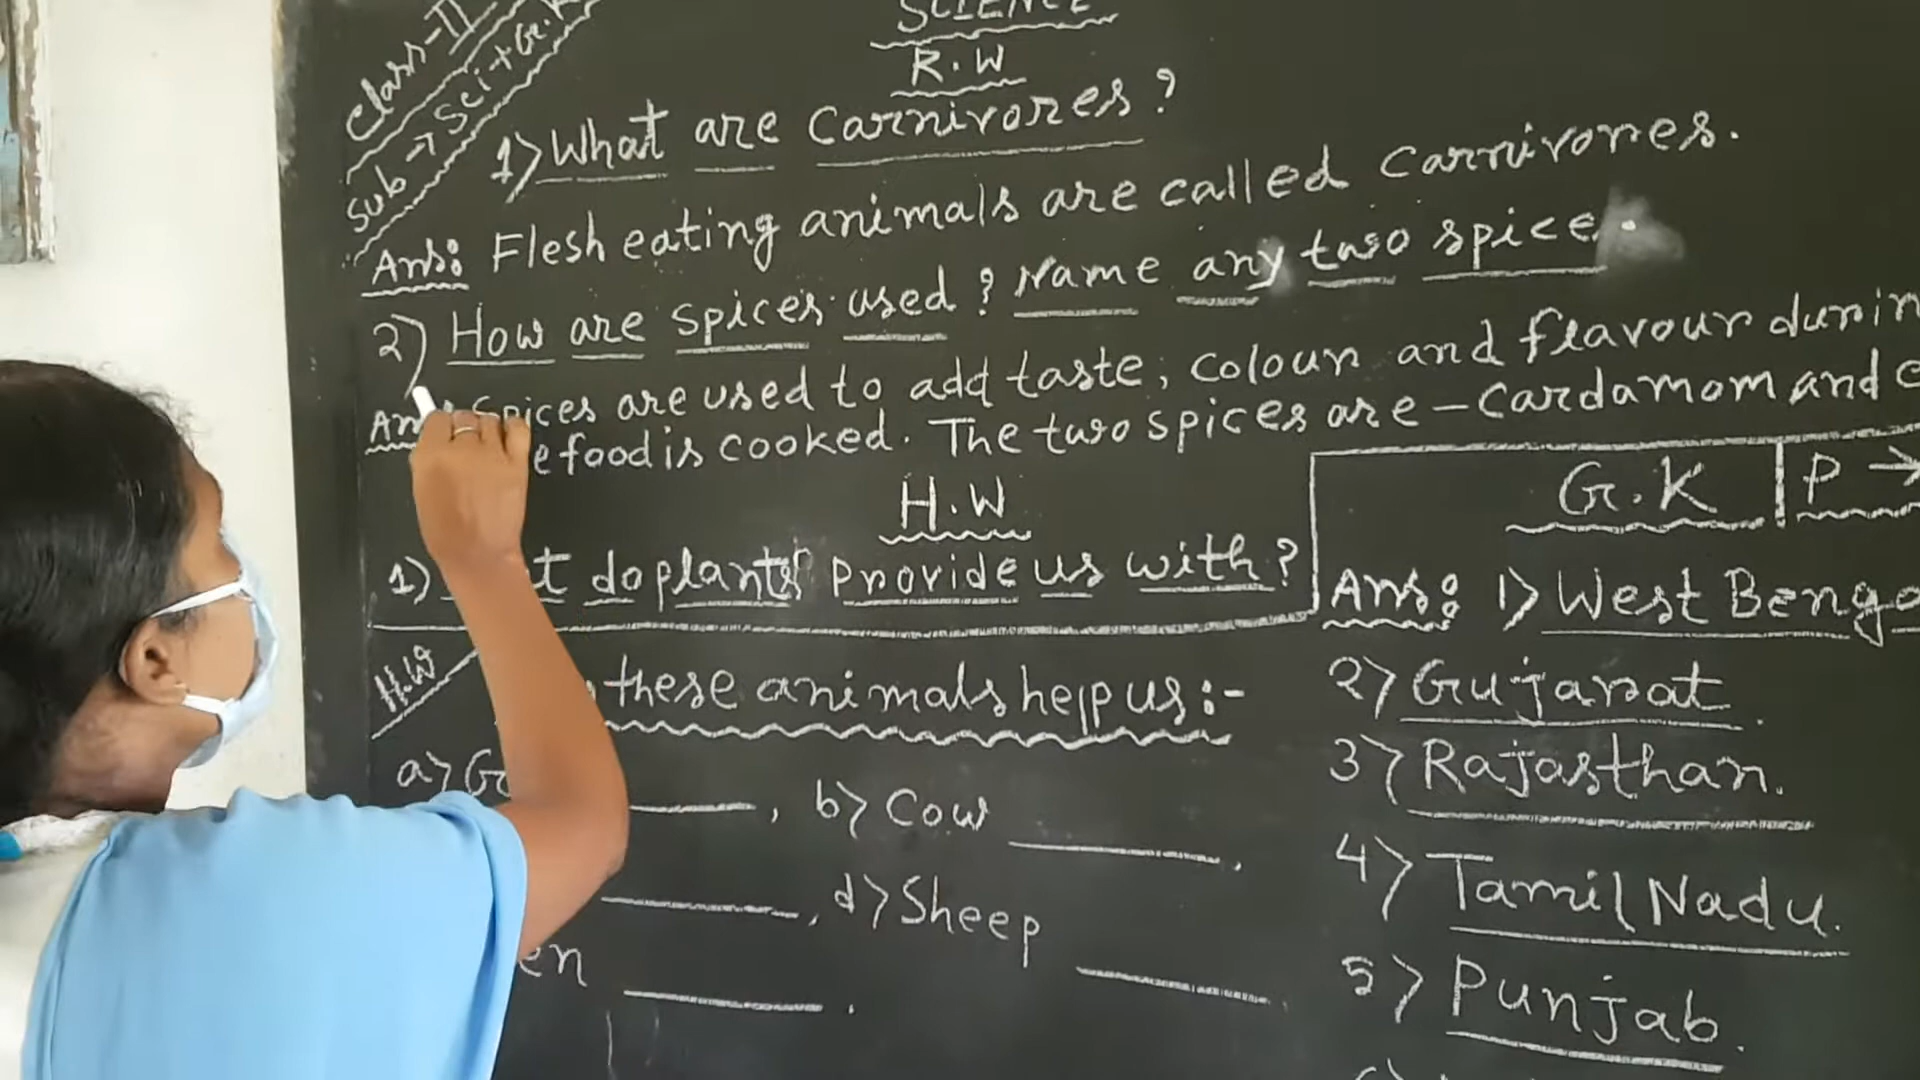 Class-II
Sub → Sci + G.K
SCIENCE
R.W
1) What are Carnivores?
Ans: Flesh eating animals are called Carnivores.
2) How are spices used? Name any two spice.
Ans: Spices are used to add taste, colour and flavour durin
e food is cooked. The two spices are - Cardamom and c
H.W
1) t do plants provide us with?
H.W
these animals help us:-
a) G , b) Cow .
, d) Sheep
en .
G.K | P →
Ans: 1) West Benga
2) Gujarat.
3) Rajasthan.
4) Tamil Nadu.
5) Punjab.